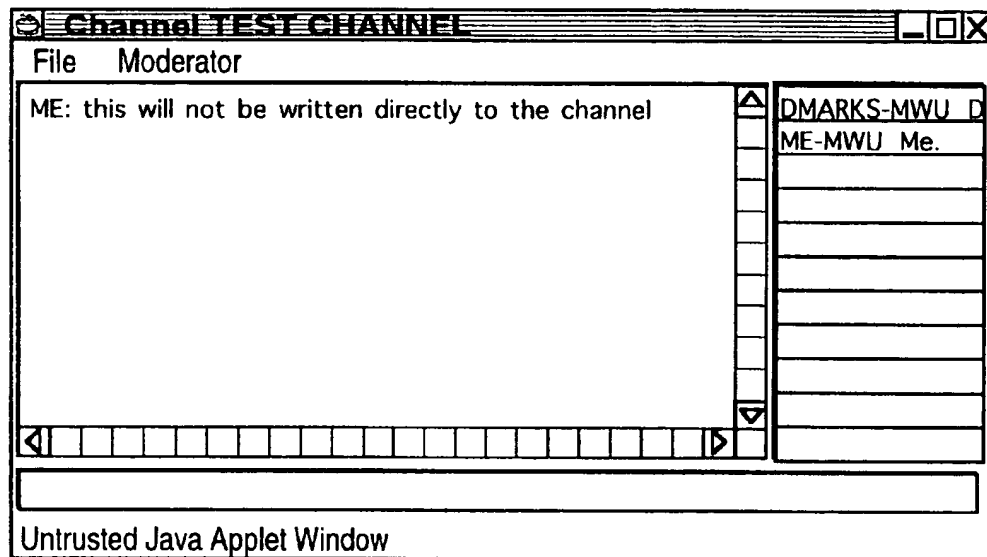 Channel TEST CHANNEL
File Moderator
ME: this will not be written directly to the channel
DMARKS-MWU D
ME-MWU Me.
Untrusted Java Applet Window